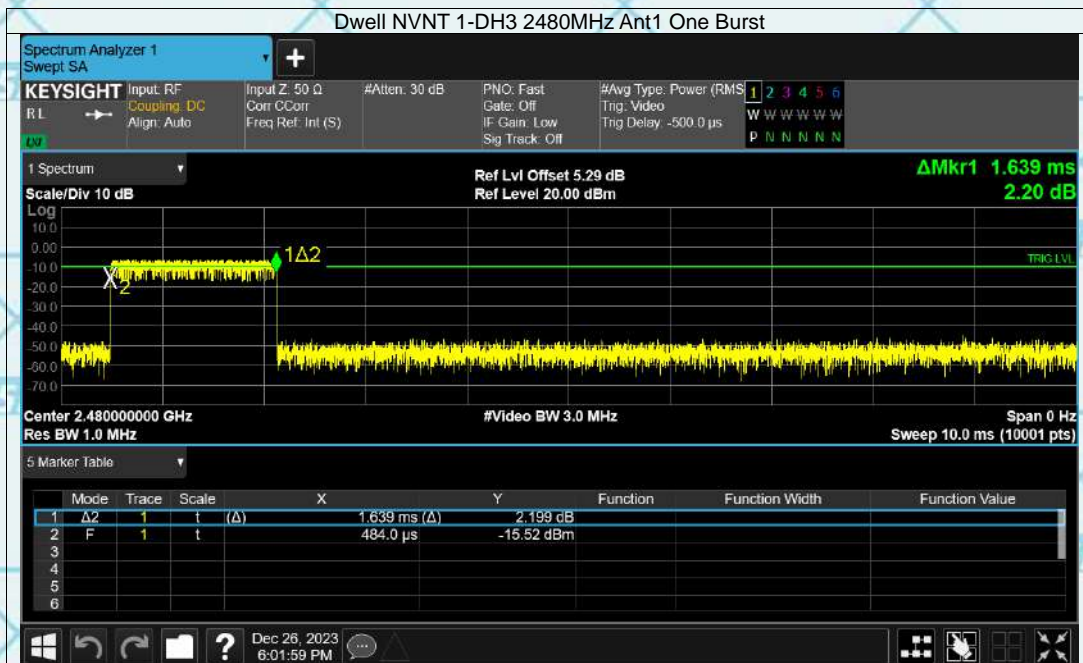 Dwell NVNT 1-DH3 2480MHz Ant1 One Burst
Spectrum Analyzer 1
Swept SA
KEYSIGHT Input: RF Input Z: 50 Ω #Atten: 30 dB PNO: Fast #Avg Type: Power (RMS 1 2 3 4 5 6
RL Coupling: DC Corr CCorr Gate: Off Trig: Video W W W W W W
Align: Auto Freq Ref: Int (S) IF Gain: Low Trig Delay: -500.0 µs
LXI Sig Track: Off P N N N N N
1 Spectrum Ref Lvl Offset 5.29 dB ΔMkr1 1.639 ms
Scale/Div 10 dB Ref Level 20.00 dBm 2.20 dB
Log
10.0
0.00
1Δ2
TRIG LVL
-10.0
X2
-20.0
-30.0
-40.0
-50.0
-60.0
-70.0
Center 2.480000000 GHz #Video BW 3.0 MHz Span 0 Hz
Res BW 1.0 MHz Sweep 10.0 ms (10001 pts)
5 Marker Table
Mode Trace Scale X Y Function Function Width Function Value
1 Δ2 1 t (Δ) 1.639 ms (Δ) 2.199 dB
2 F 1 t 484.0 µs -15.52 dBm
3
4
5
6
? Dec 26, 2023
6:01:59 PM